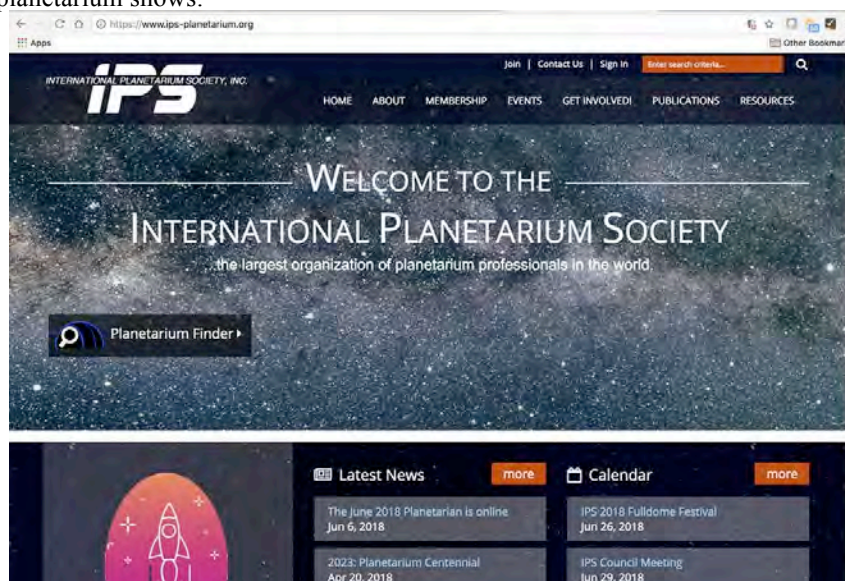 planetarium shows:
https://www.ips-planetarium.org
Apps
Other Bookmar
Join | Contact Us | Sign In
Enter search criteria...
INTERNATIONAL PLANETARIUM SOCIETY, INC.
IPS
HOME ABOUT MEMBERSHIP EVENTS GET INVOLVED! PUBLICATIONS RESOURCES
WELCOME TO THE
INTERNATIONAL PLANETARIUM SOCIETY
...the largest organization of planetarium professionals in the world.
Planetarium Finder
Latest News
more
The June 2018 Planetarian is online
Jun 6, 2018
2023: Planetarium Centennial
Apr 20, 2018
Calendar
more
IPS 2018 Fulldome Festival
Jun 26, 2018
IPS Council Meeting
Jun 29, 2018